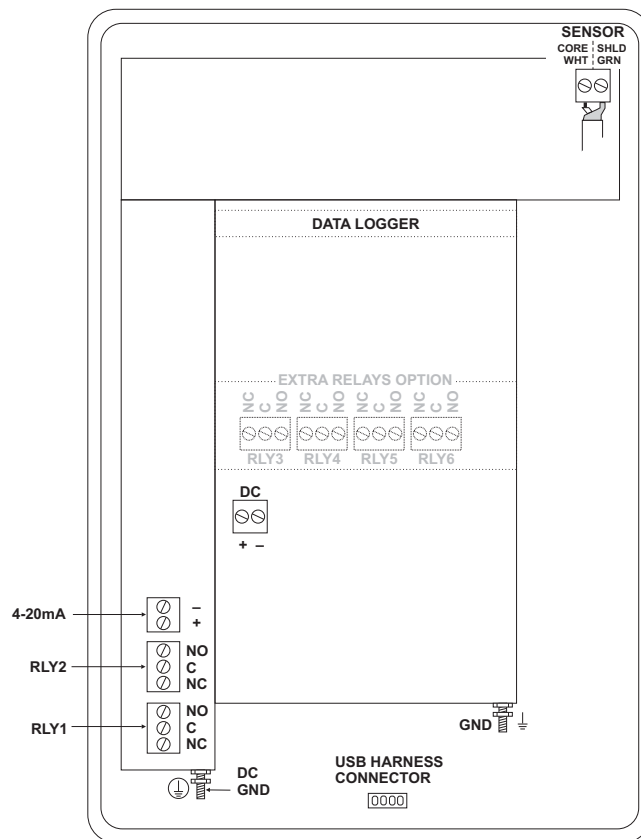 SENSOR
CORE SHLD
WHT GRN
DATA LOGGER
EXTRA RELAYS OPTION
NC C NO NC C NO NC C NO NC C NO
RLY3 RLY4 RLY5 RLY6
DC
+ –
4-20mA
–
+
RLY2
NO
C
NC
RLY1
NO
C
NC
GND
DC
GND
USB HARNESS
CONNECTOR